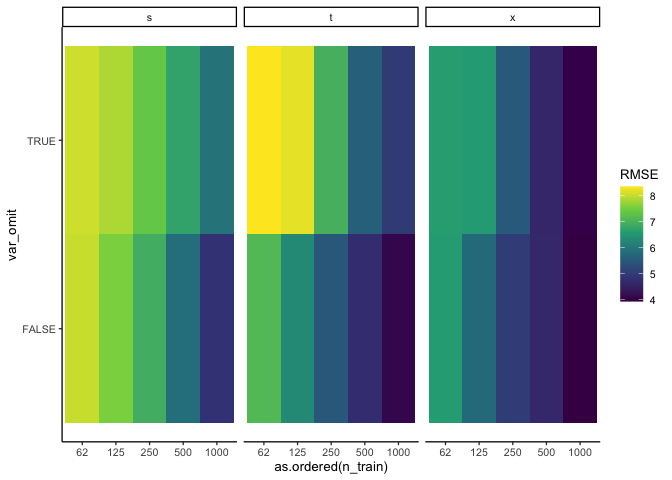 s t x
RMSE
8
7
6
5
4
TRUE
FALSE
var_omit
62 125 250 500 1000 62 125 250 500 1000 62 125 250 500 1000
as.ordered(n_train)